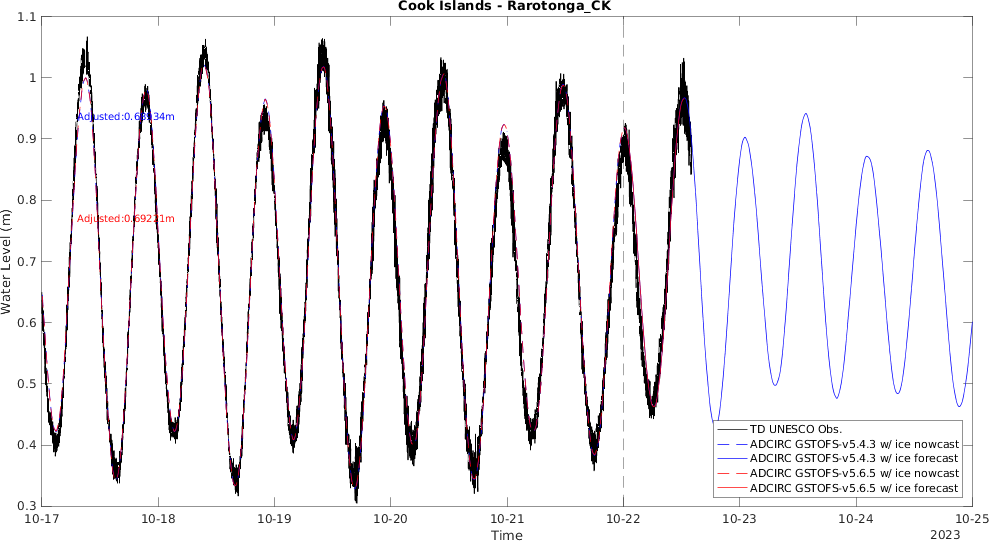 Cook Islands - Rarotonga_CK
1.1
1
0.9
0.8
0.7
0.6
0.5
0.4
0.3
Water Level (m)
Adjusted:0.68934m
Adjusted:0.69221m
TD UNESCO Obs.
ADCIRC GSTOFS-v5.4.3 w/ ice nowcast
ADCIRC GSTOFS-v5.4.3 w/ ice forecast
ADCIRC GSTOFS-v5.6.5 w/ ice nowcast
ADCIRC GSTOFS-v5.6.5 w/ ice forecast
10-17 10-18 10-19 10-20 10-21 10-22 10-23 10-24 10-25
Time
2023